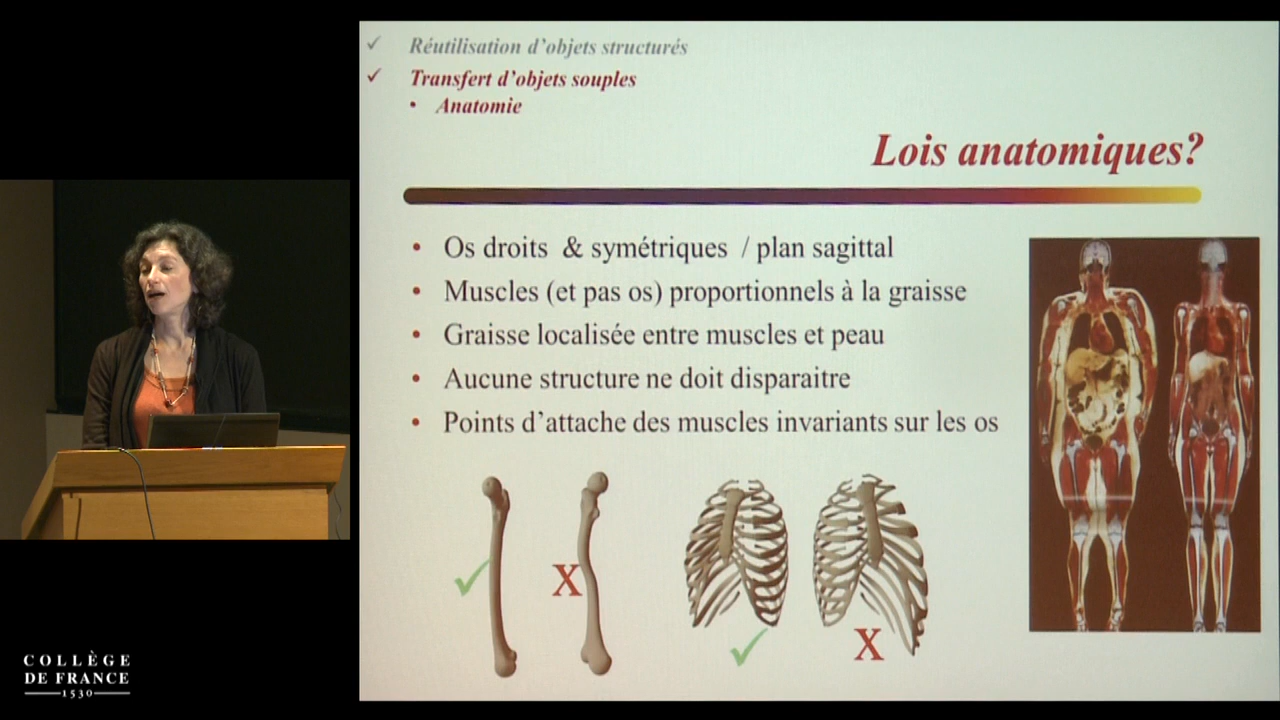 ✓ Réutilisation d'objets structurés
✓ Transfert d'objets souples
• Anatomie
Lois anatomiques?
• Os droits & symétriques / plan sagittal
• Muscles (et pas os) proportionnels à la graisse
• Graisse localisée entre muscles et peau
• Aucune structure ne doit disparaitre
• Points d'attache des muscles invariants sur les os
✓ X ✓ X
COLLÈGE
DE FRANCE
1530